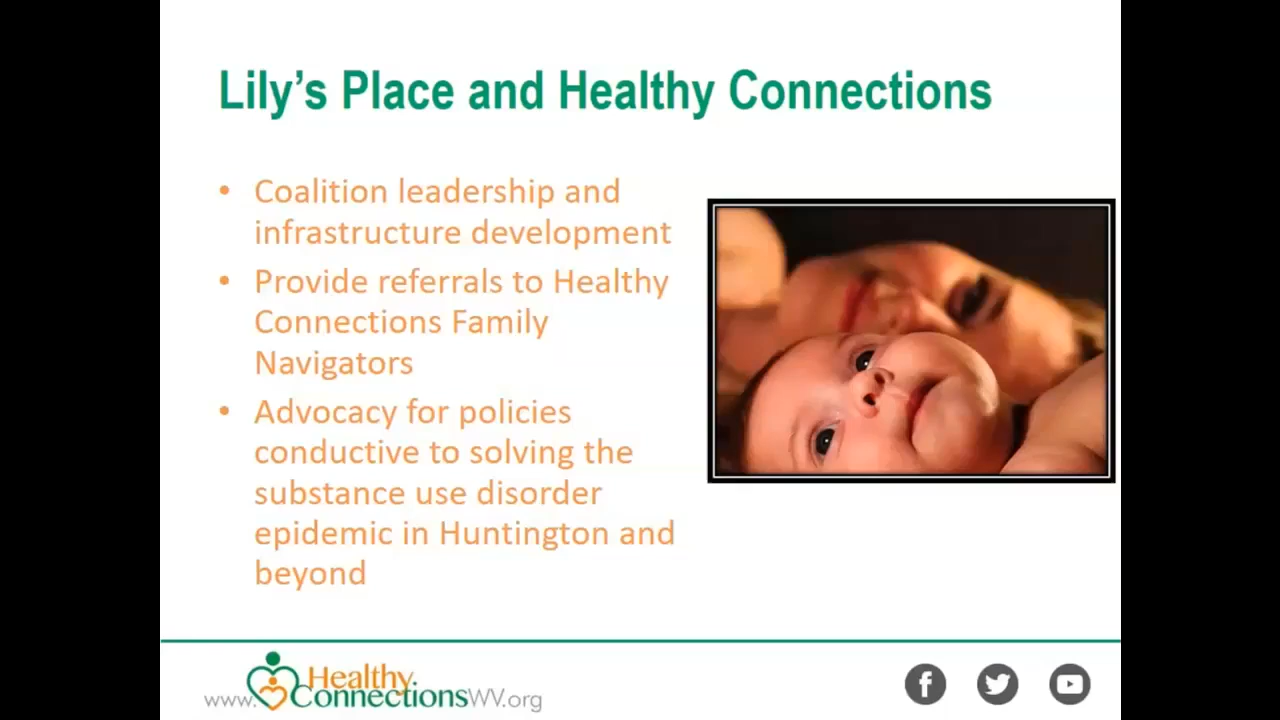 Lily's Place and Healthy Connections
• Coalition leadership and
infrastructure development
• Provide referrals to Healthy
Connections Family
Navigators
• Advocacy for policies
conductive to solving the
substance use disorder
epidemic in Huntington and
beyond
www.HealthyConnectionsWV.org